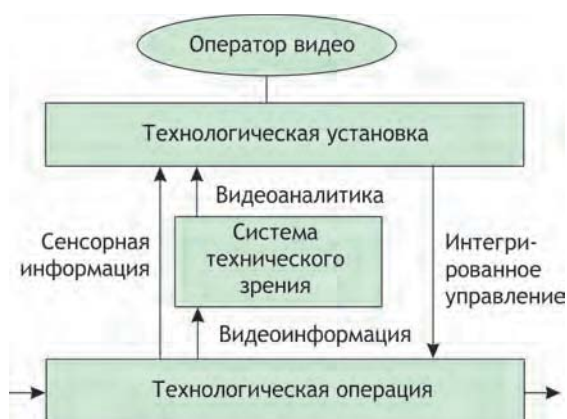 Оператор видео
Технологическая установка
Видеоаналитика
Сенсорная
информация
Система
технического
зрения
Интегри-
рованное
управление
Видеоинформация
Технологическая операция